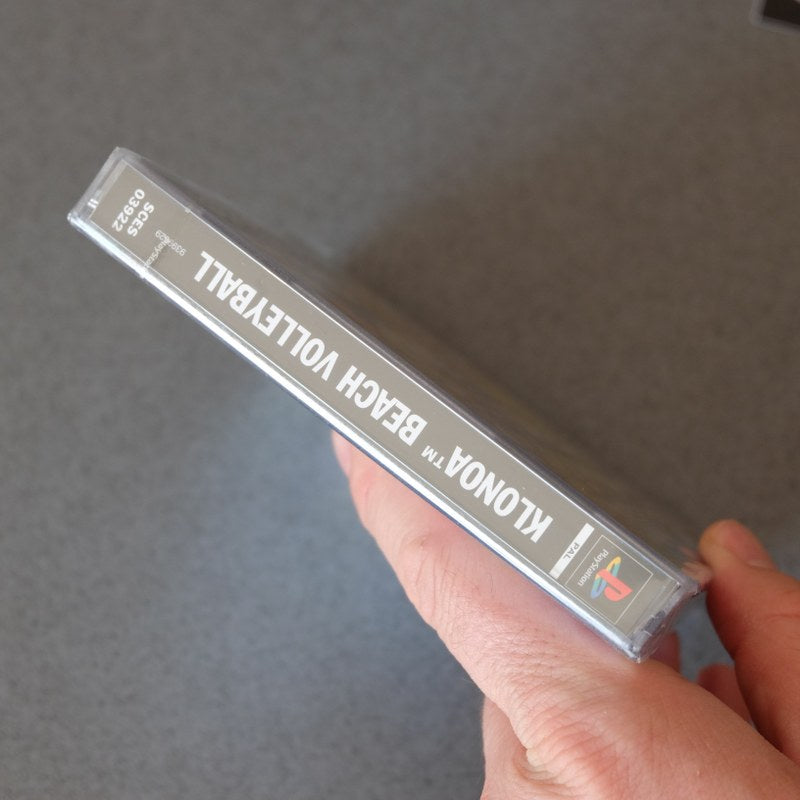 PlayStation
PAL
KLONOA™ BEACH VOLLEYBALL
SCES
03922